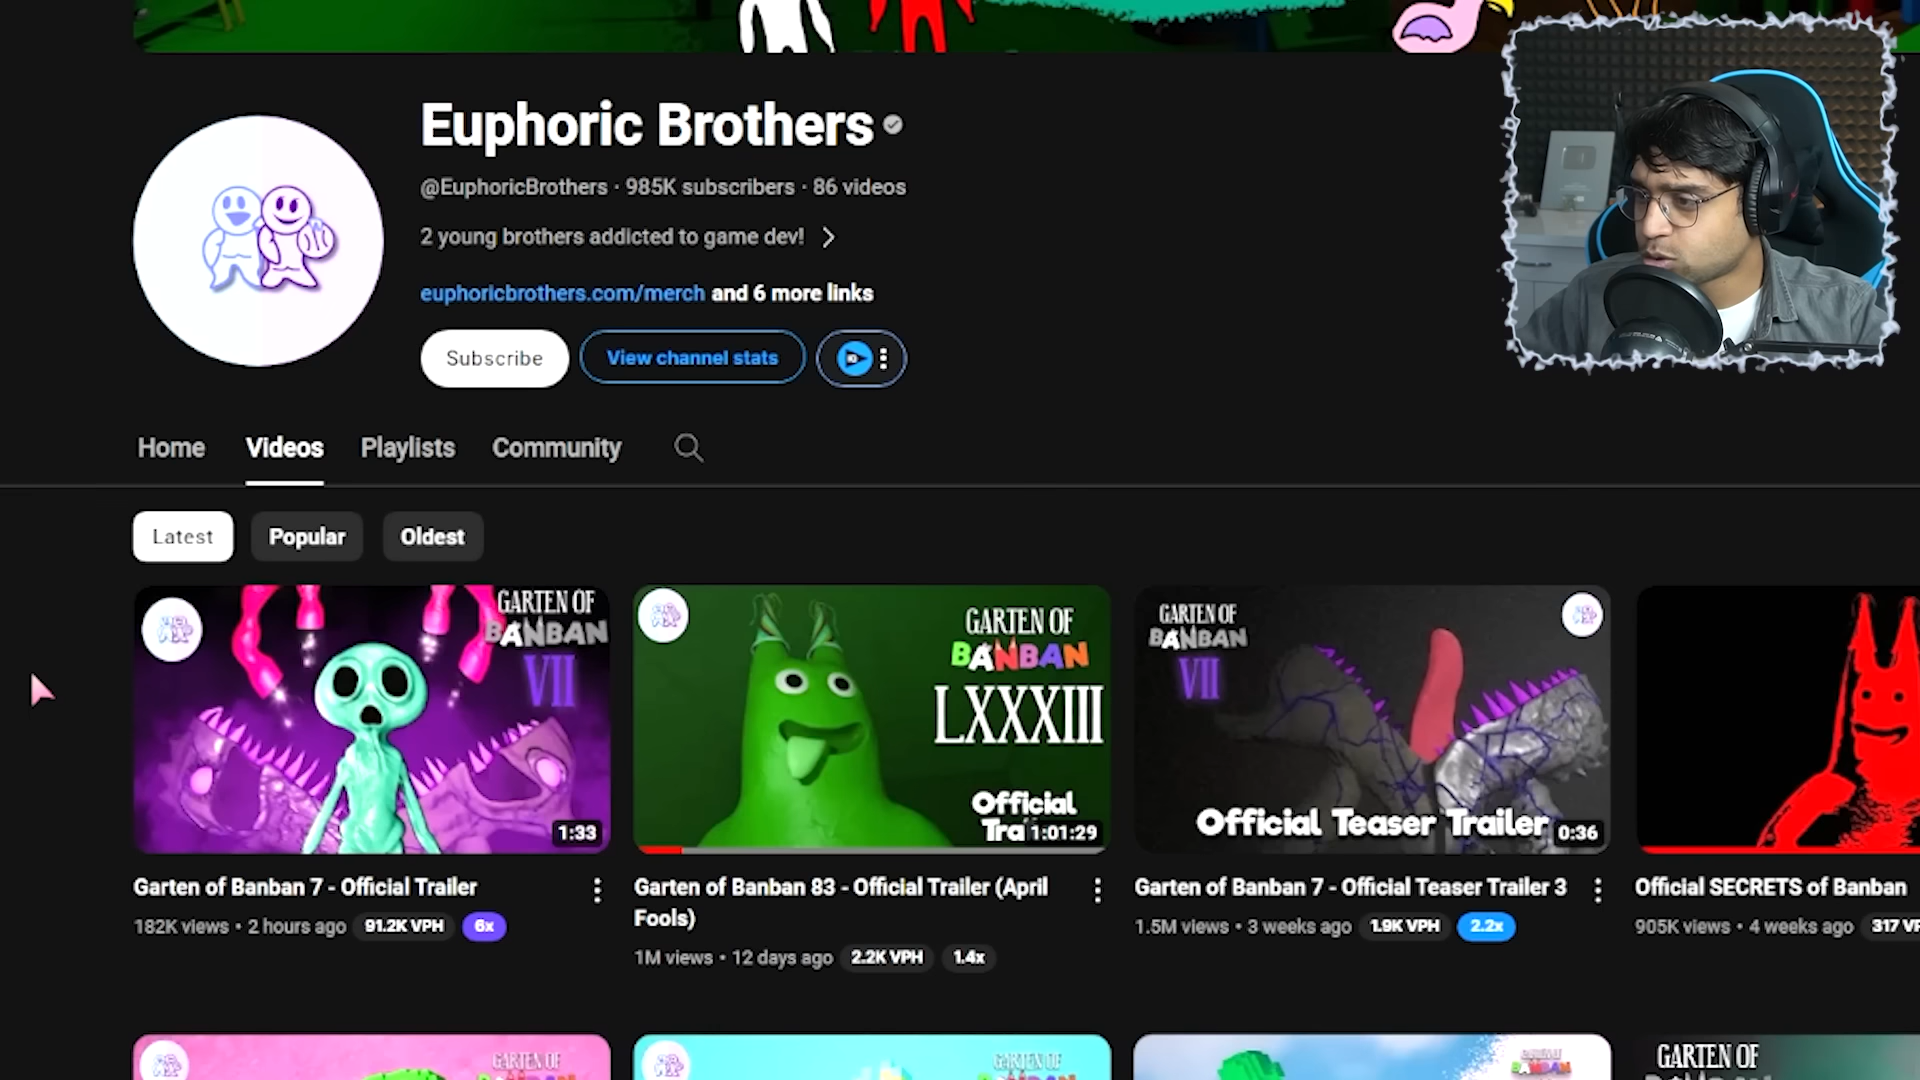 Euphoric Brothers
@EuphoricBrothers · 985K subscribers · 86 videos
2 young brothers addicted to game dev!
euphoricbrothers.com/merch and 6 more links
Subscribe
View channel stats
Home
Videos
Playlists
Community
Latest
Popular
Oldest
GARTEN OF
BANBAN
VII
1:33
GARTEN OF
BANBAN
LXXXIII
Official
Tra
1:01:29
GARTEN OF
BANBAN
VII
Official Teaser Trailer
0:36
Garten of Banban 7 - Official Trailer
182K views • 2 hours ago
91.2K VPH
6x
Garten of Banban 83 - Official Trailer (April
Fools)
1M views • 12 days ago
2.2K VPH
1.4x
Garten of Banban 7 - Official Teaser Trailer 3
1.5M views • 3 weeks ago
1.9K VPH
2.2x
Official SECRETS of Banban
905K views • 4 weeks ago
317
GARTEN OF
GARTEN OF
BANBAN
GARTEN OF